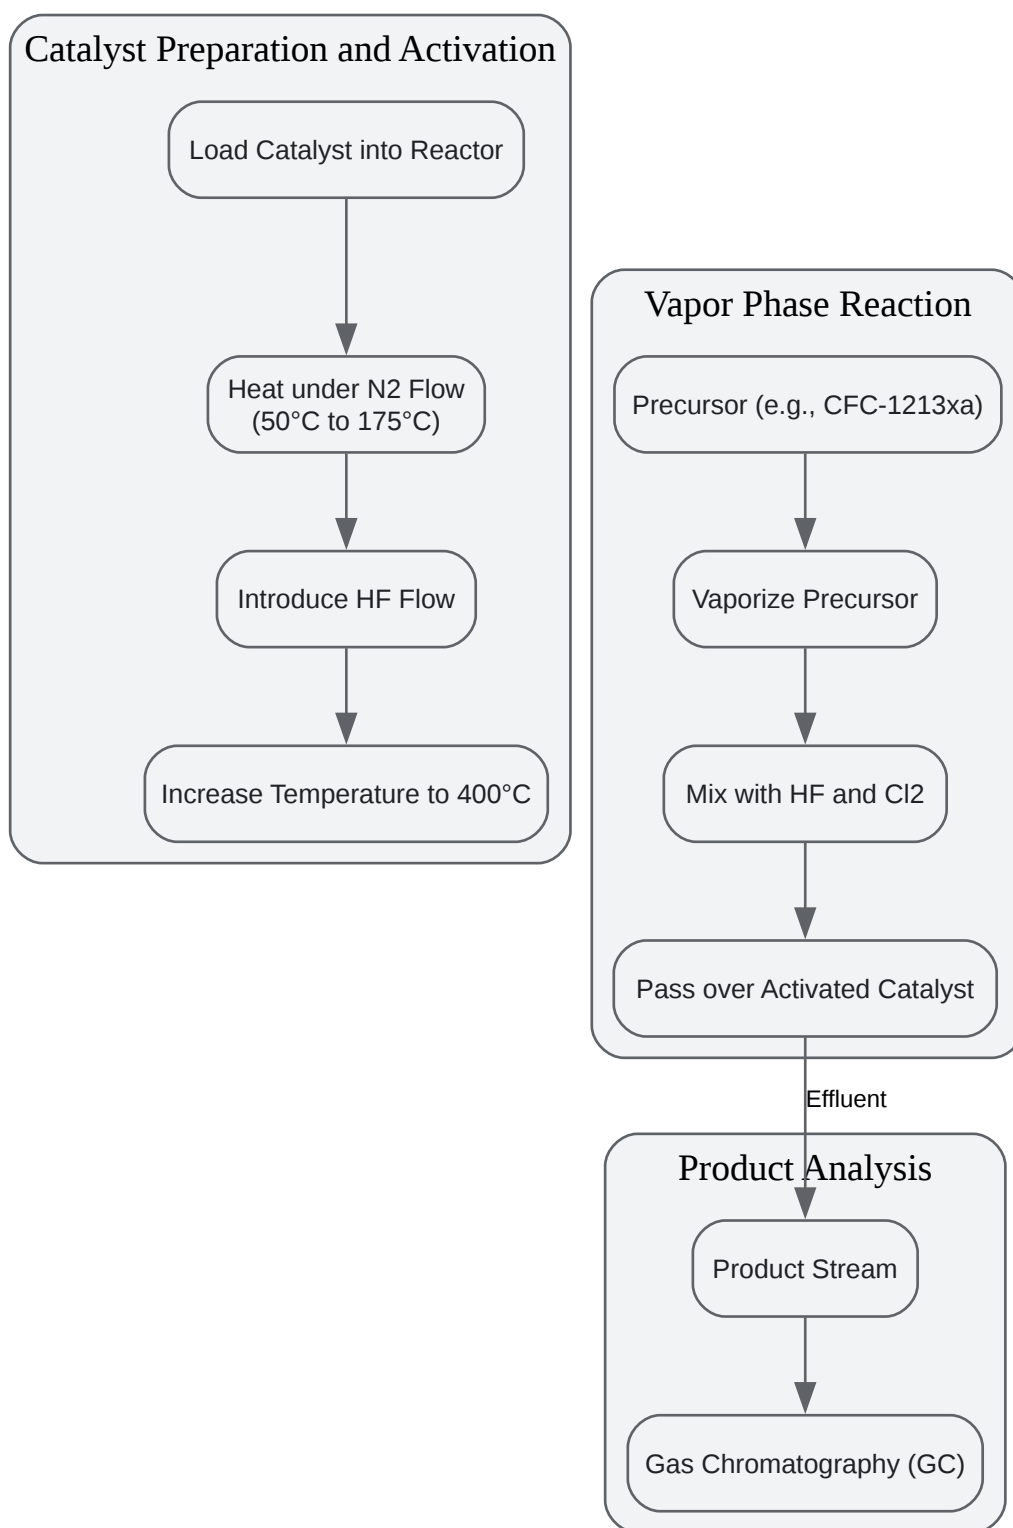 Catalyst Preparation and Activation
Load Catalyst into Reactor
Heat under N2 Flow
(50°C to 175°C)
Introduce HF Flow
Increase Temperature to 400°C
Vapor Phase Reaction
Precursor (e.g., CFC-1213xa)
Vaporize Precursor
Mix with HF and Cl2
Pass over Activated Catalyst
Effluent
Product Analysis
Product Stream
Gas Chromatography (GC)